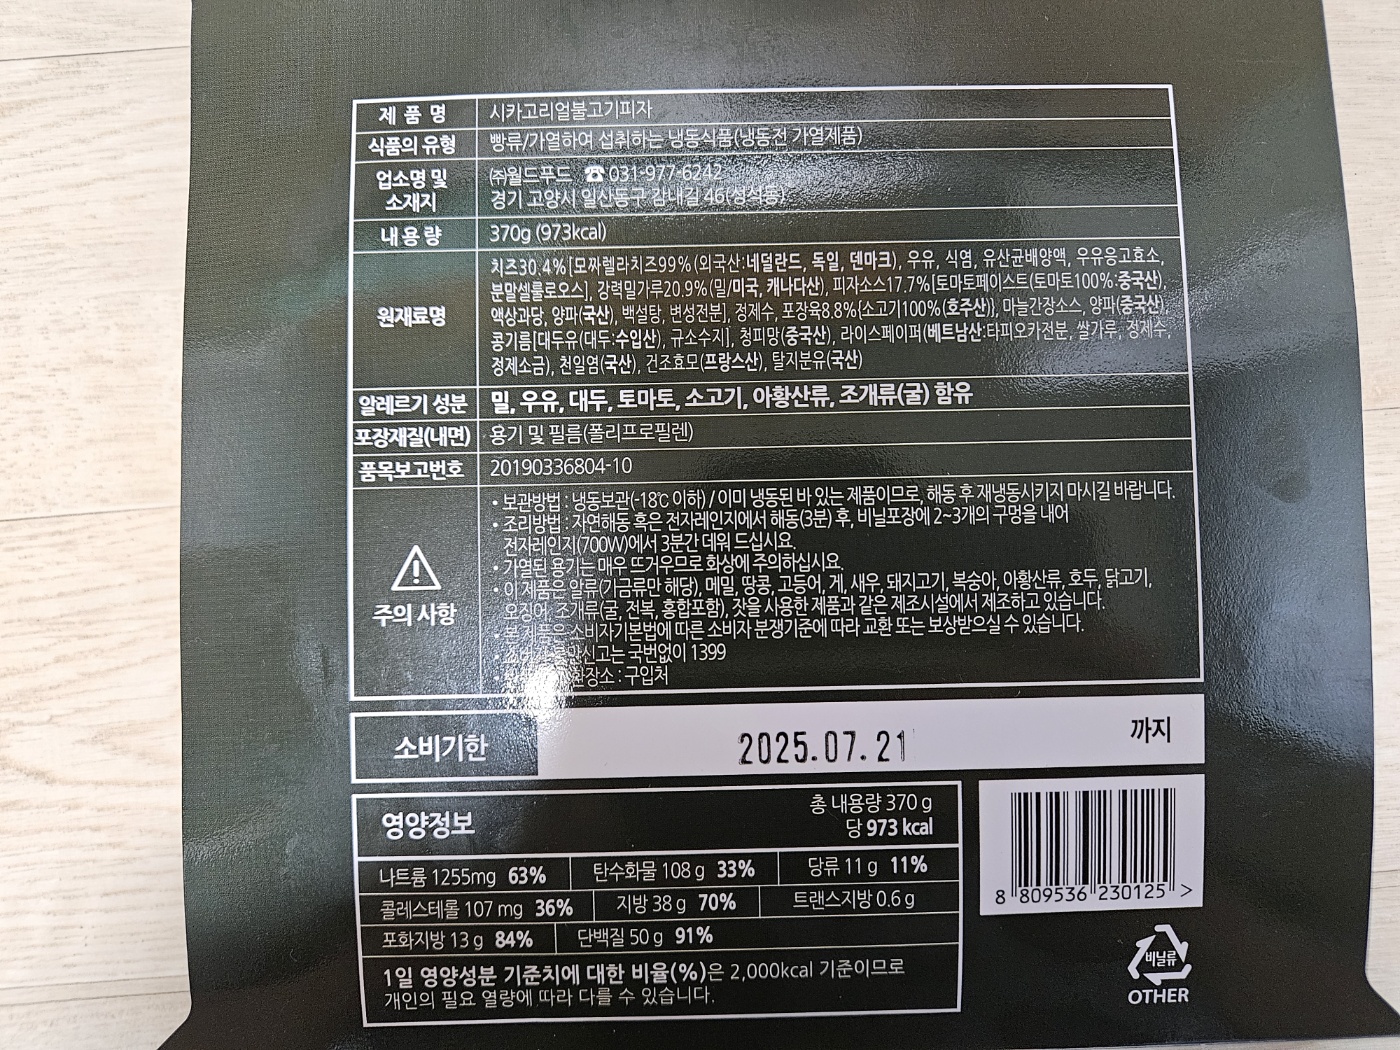 제 품 명 시카고리얼불고기피자
식품의 유형 빵류/가열하여 섭취하는 냉동식품(냉동전 가열제품)
업소명 및 소재지 ㈜월드푸드 ☎031-977-6242
경기 고양시 일산동구 감내길 46(성석동)
내 용 량 370g (973kcal)
원재료명 치즈30.4%[모짜렐라치즈99%(외국산:네덜란드, 독일, 덴마크), 우유, 식염, 유산균배양액, 우유응고효소,
분말셀룰로오스], 강력밀가루20.9%(밀/미국, 캐나다산), 피자소스17.7%[토마토페이스트(토마토100%:중국산),
액상과당, 양파(국산), 백설탕, 변성전분], 정제수, 포장육8.8%{소고기100%(호주산)}, 마늘간장소스, 양파(중국산),
콩기름[대두유(대두:수입산), 규소수지], 청피망(중국산), 라이스페이퍼(베트남산:타피오카전분, 쌀가루, 정제수,
정제소금), 천일염(국산), 건조효모(프랑스산), 탈지분유(국산)
알레르기 성분 밀, 우유, 대두, 토마토, 소고기, 아황산류, 조개류(굴) 함유
포장재질(내면) 용기 및 필름(폴리프로필렌)
품목보고번호 20190336804-10
주의 사항
• 보관방법 : 냉동보관(-18℃ 이하) / 이미 냉동된 바 있는 제품이므로, 해동 후 재냉동시키지 마시길 바랍니다.
• 조리방법 : 자연해동 혹은 전자레인지에서 해동(3분) 후, 비닐포장에 2~3개의 구멍을 내어
전자레인지(700W)에서 3분간 데워 드십시요.
• 가열된 용기는 매우 뜨거우므로 화상에 주의하십시요.
• 이 제품은 알류(가금류만 해당), 메밀, 땅콩, 고등어, 게, 새우, 돼지고기, 복숭아, 아황산류, 호두, 닭고기,
오징어, 조개류(굴, 전복, 홍합포함), 잣을 사용한 제품과 같은 제조시설에서 제조하고 있습니다.
• 본 제품은 소비자기본법에 따른 소비자 분쟁기준에 따라 교환 또는 보상받으실 수 있습니다.
신고는 국번없이 1399
: 구입처
소비기한 2025.07.21 까지
영양정보 총 내용량 370 g
당 973 kcal
나트륨 1255mg 63% 탄수화물 108 g 33% 당류 11 g 11%
콜레스테롤 107 mg 36% 지방 38 g 70% 트랜스지방 0.6 g
포화지방 13 g 84% 단백질 50 g 91%
1일 영양성분 기준치에 대한 비율(%)은 2,000kcal 기준이므로
개인의 필요 열량에 따라 다를 수 있습니다.
8 809536 230125 >
비닐류
OTHER